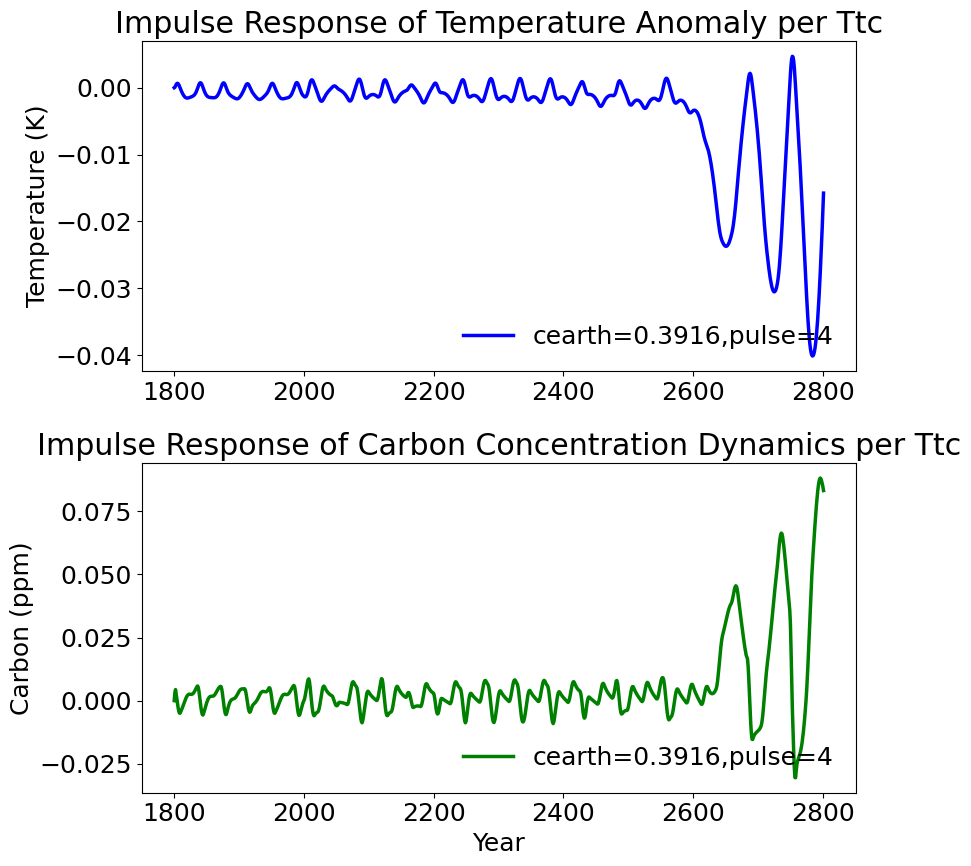 Impulse Response of Temperature Anomaly per Ttc
0.00
−0.01
−0.02
−0.03
−0.04
Temperature (K)
cearth=0.3916,pulse=4
1800 2000 2200 2400 2600 2800
Impulse Response of Carbon Concentration Dynamics per Ttc
0.075
0.050
0.025
0.000
−0.025
Carbon (ppm)
cearth=0.3916,pulse=4
1800 2000 2200 2400 2600 2800
Year